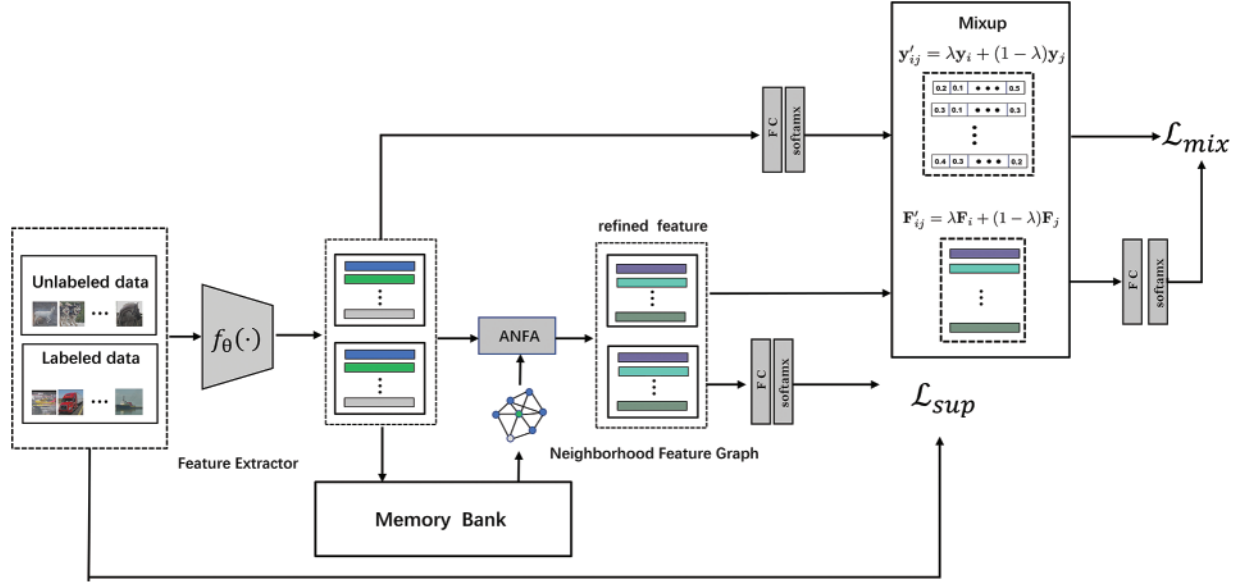 Mixup
y′ij = λyi + (1 − λ)yj
0.2 0.1 • • • 0.5
0.3 0.1 • • • 0.3
0.4 0.3 • • • 0.2
F C
softamx
ℒmix
F′ij = λFi + (1 − λ)Fj
refined feature
Unlabeled data
fθ(·)
ANFA
F C
softamx
Labeled data
F C
softamx
ℒsup
Feature Extractor
Neighborhood Feature Graph
Memory Bank